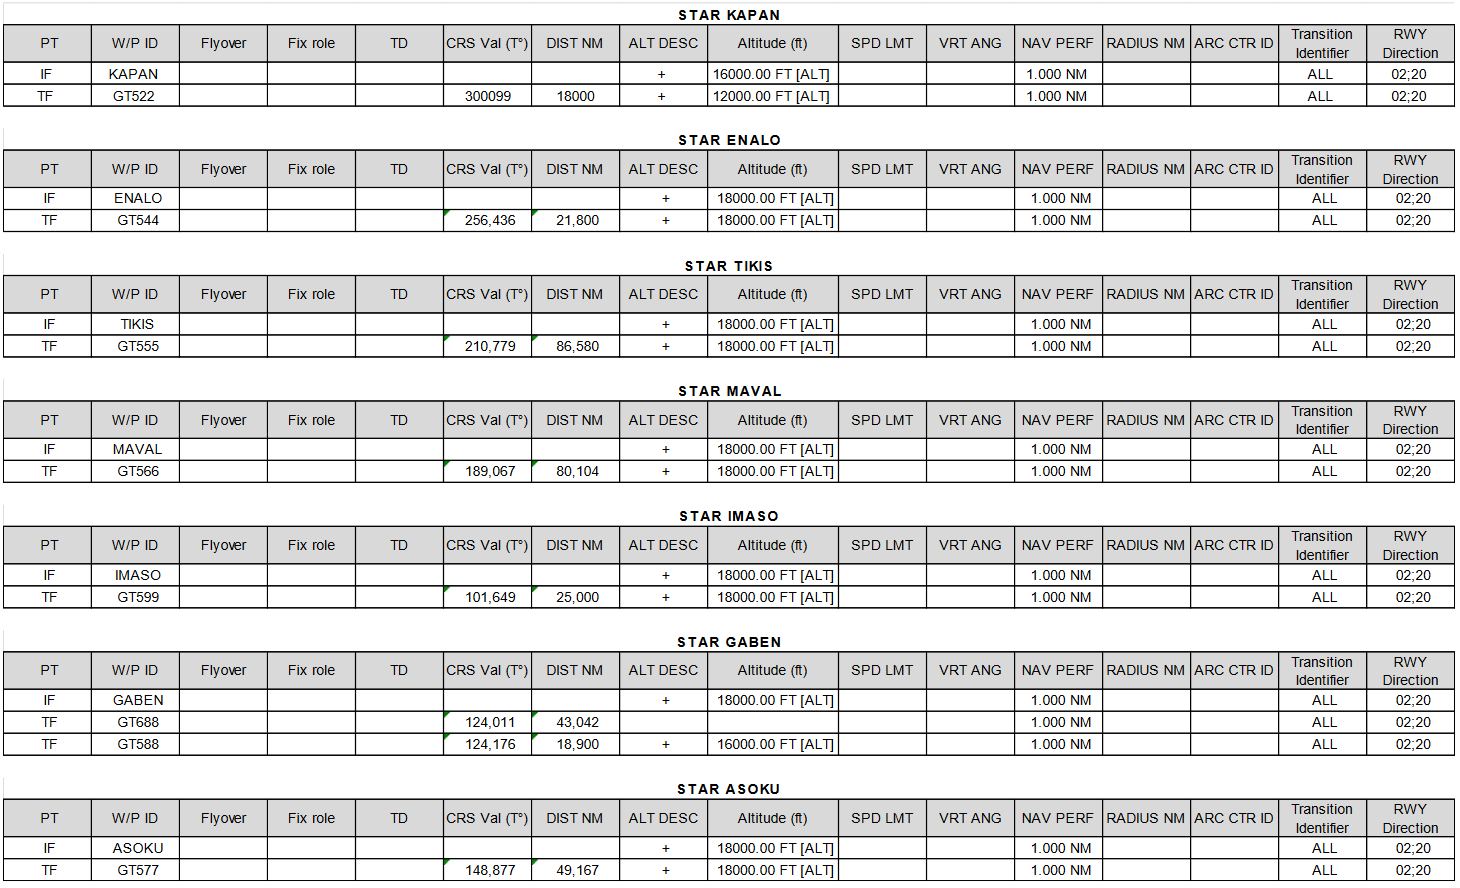 STAR KAPAN
PT W/P ID Flyover Fix role TD CRS Val (T°) DIST NM ALT DESC Altitude (ft) SPD LMT VRT ANG NAV PERF RADIUS NM ARC CTR ID Transition Identifier RWY Direction
IF KAPAN + 16000.00 FT [ALT] 1.000 NM ALL 02;20
TF GT522 300099 18000 + 12000.00 FT [ALT] 1.000 NM ALL 02;20
STAR ENALO
PT W/P ID Flyover Fix role TD CRS Val (T°) DIST NM ALT DESC Altitude (ft) SPD LMT VRT ANG NAV PERF RADIUS NM ARC CTR ID Transition Identifier RWY Direction
IF ENALO + 18000.00 FT [ALT] 1.000 NM ALL 02;20
TF GT544 256,436 21,800 + 18000.00 FT [ALT] 1.000 NM ALL 02;20
STAR TIKIS
PT W/P ID Flyover Fix role TD CRS Val (T°) DIST NM ALT DESC Altitude (ft) SPD LMT VRT ANG NAV PERF RADIUS NM ARC CTR ID Transition Identifier RWY Direction
IF TIKIS + 18000.00 FT [ALT] 1.000 NM ALL 02;20
TF GT555 210,779 86,580 + 18000.00 FT [ALT] 1.000 NM ALL 02;20
STAR MAVAL
PT W/P ID Flyover Fix role TD CRS Val (T°) DIST NM ALT DESC Altitude (ft) SPD LMT VRT ANG NAV PERF RADIUS NM ARC CTR ID Transition Identifier RWY Direction
IF MAVAL + 18000.00 FT [ALT] 1.000 NM ALL 02;20
TF GT566 189,067 80,104 + 18000.00 FT [ALT] 1.000 NM ALL 02;20
STAR IMASO
PT W/P ID Flyover Fix role TD CRS Val (T°) DIST NM ALT DESC Altitude (ft) SPD LMT VRT ANG NAV PERF RADIUS NM ARC CTR ID Transition Identifier RWY Direction
IF IMASO + 18000.00 FT [ALT] 1.000 NM ALL 02;20
TF GT599 101,649 25,000 + 18000.00 FT [ALT] 1.000 NM ALL 02;20
STAR GABEN
PT W/P ID Flyover Fix role TD CRS Val (T°) DIST NM ALT DESC Altitude (ft) SPD LMT VRT ANG NAV PERF RADIUS NM ARC CTR ID Transition Identifier RWY Direction
IF GABEN + 18000.00 FT [ALT] 1.000 NM ALL 02;20
TF GT688 124,011 43,042 1.000 NM ALL 02;20
TF GT588 124,176 18,900 + 16000.00 FT [ALT] 1.000 NM ALL 02;20
STAR ASOKU
PT W/P ID Flyover Fix role TD CRS Val (T°) DIST NM ALT DESC Altitude (ft) SPD LMT VRT ANG NAV PERF RADIUS NM ARC CTR ID Transition Identifier RWY Direction
IF ASOKU + 18000.00 FT [ALT] 1.000 NM ALL 02;20
TF GT577 148,877 49,167 + 18000.00 FT [ALT] 1.000 NM ALL 02;20